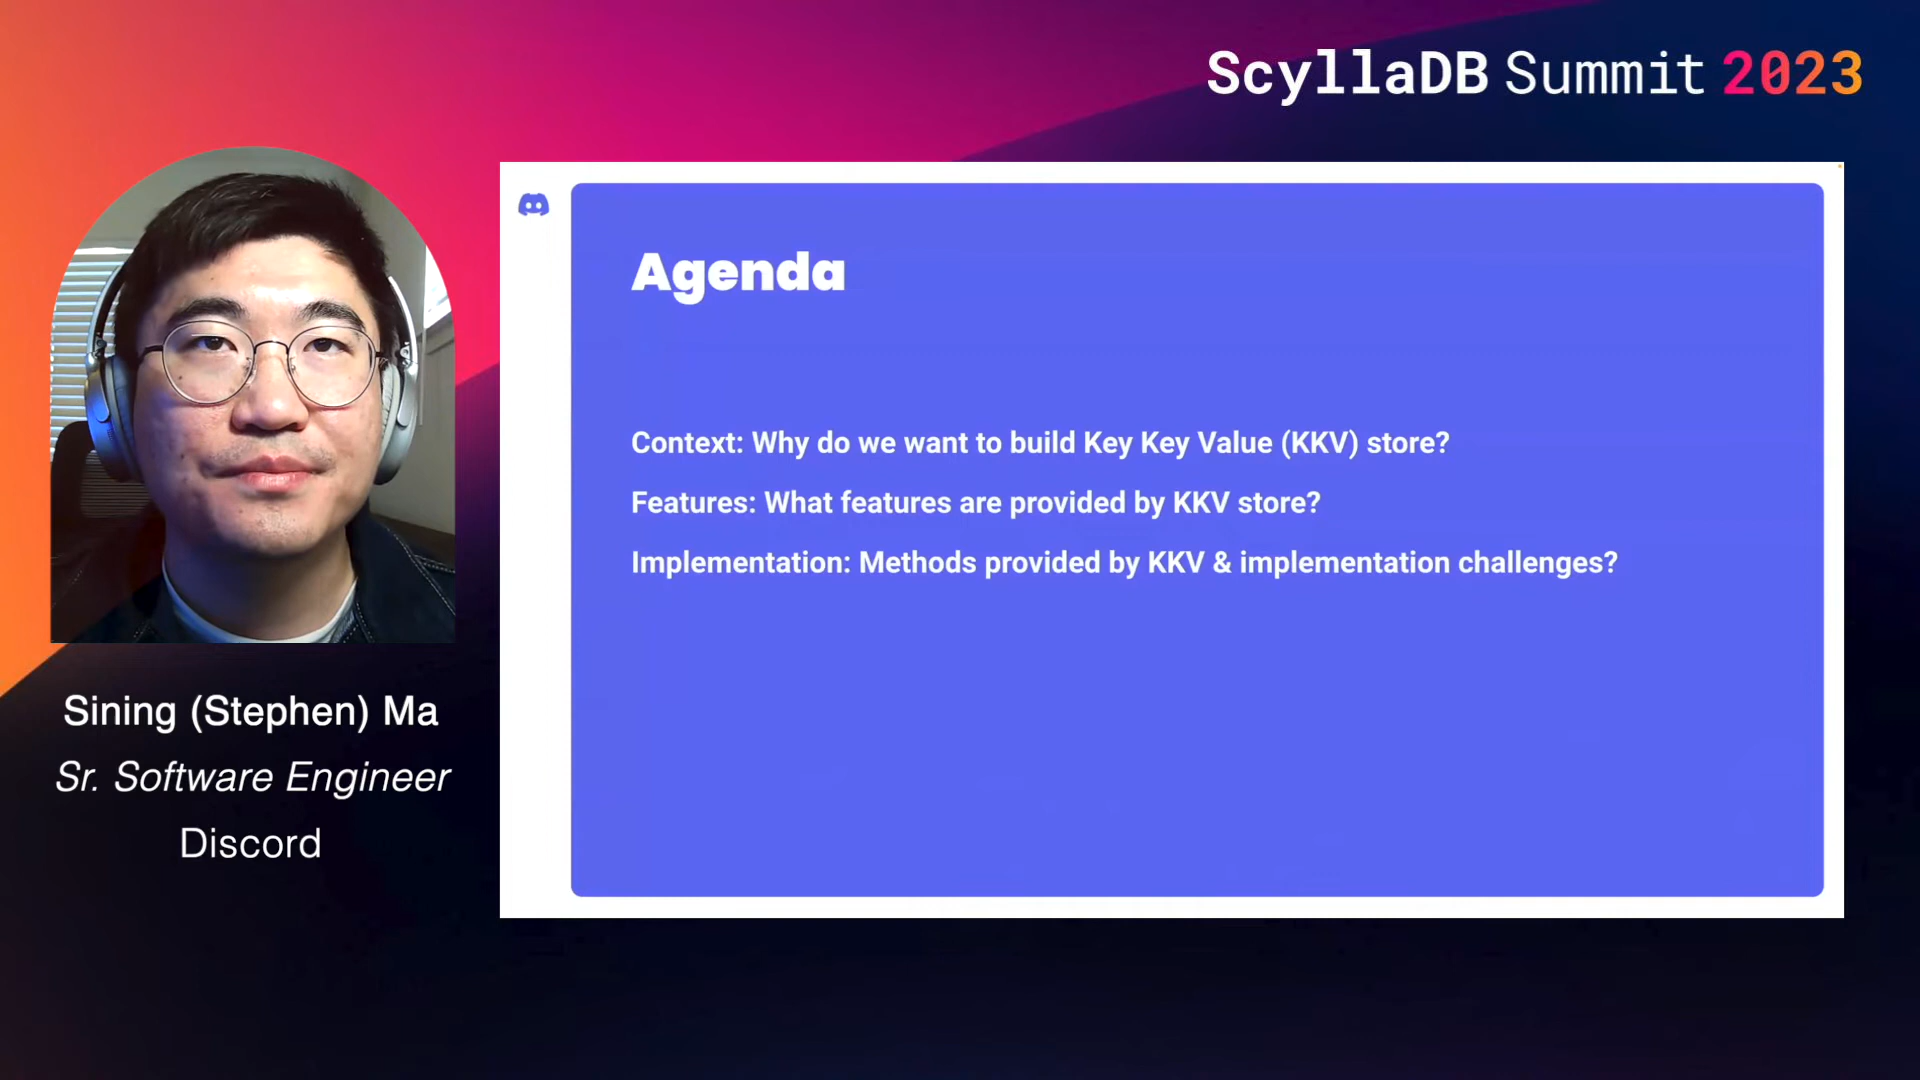 ScyllaDB Summit 2023
Agenda
Context: Why do we want to build Key Key Value (KKV) store?
Features: What features are provided by KKV store?
Implementation: Methods provided by KKV & implementation challenges?
Sining (Stephen) Ma
Sr. Software Engineer
Discord